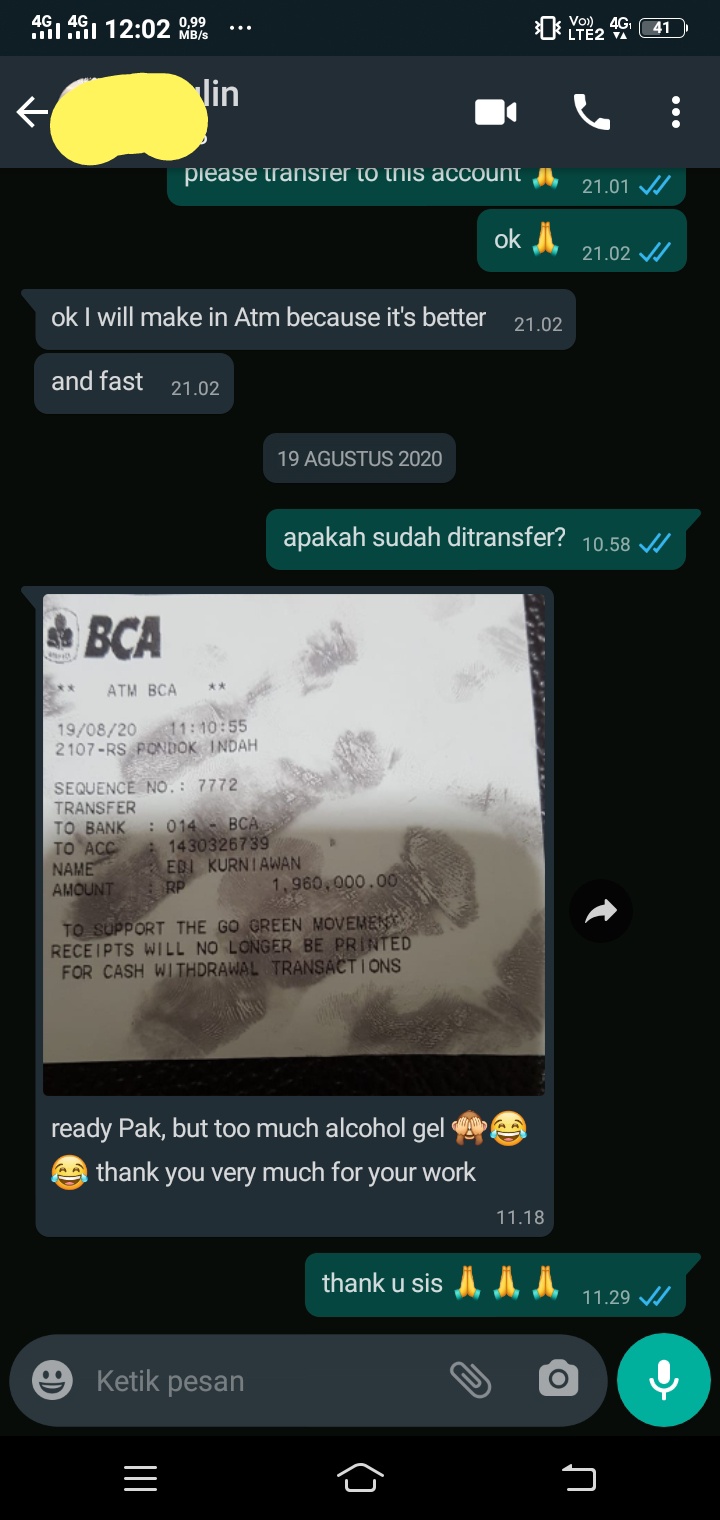 4G 4G 12:02 0,99 MB/s ... Vo)) LTE2 4G 41
lin
please transfer to this account 🙏 21.01
ok 🙏 21.02
ok I will make in Atm because it's better 21.02
and fast 21.02
19 AGUSTUS 2020
apakah sudah ditransfer? 10.58
BCA
** ATM BCA **
19/08/20 11:10:55
2107-RS PONDOK INDAH
SEQUENCE NO.: 7772
TRANSFER
TO BANK : 014 - BCA
TO ACC : 1430326739
NAME : EDI KURNIAWAN
AMOUNT : RP 1,960,000.00
TO SUPPORT THE GO GREEN MOVEMENT
RECEIPTS WILL NO LONGER BE PRINTED
FOR CASH WITHDRAWAL TRANSACTIONS
ready Pak, but too much alcohol gel 🙈😂
😂 thank you very much for your work
11.18
thank u sis 🙏🙏🙏 11.29
Ketik pesan